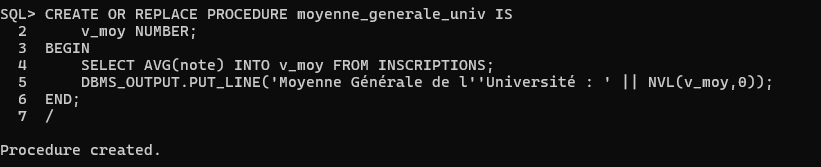 SQL> CREATE OR REPLACE PROCEDURE moyenne_generale_univ IS
  2      v_moy NUMBER;
  3  BEGIN
  4      SELECT AVG(note) INTO v_moy FROM INSCRIPTIONS;
  5      DBMS_OUTPUT.PUT_LINE('Moyenne Générale de l''Université : ' || NVL(v_moy,0));
  6  END;
  7  /
Procedure created.